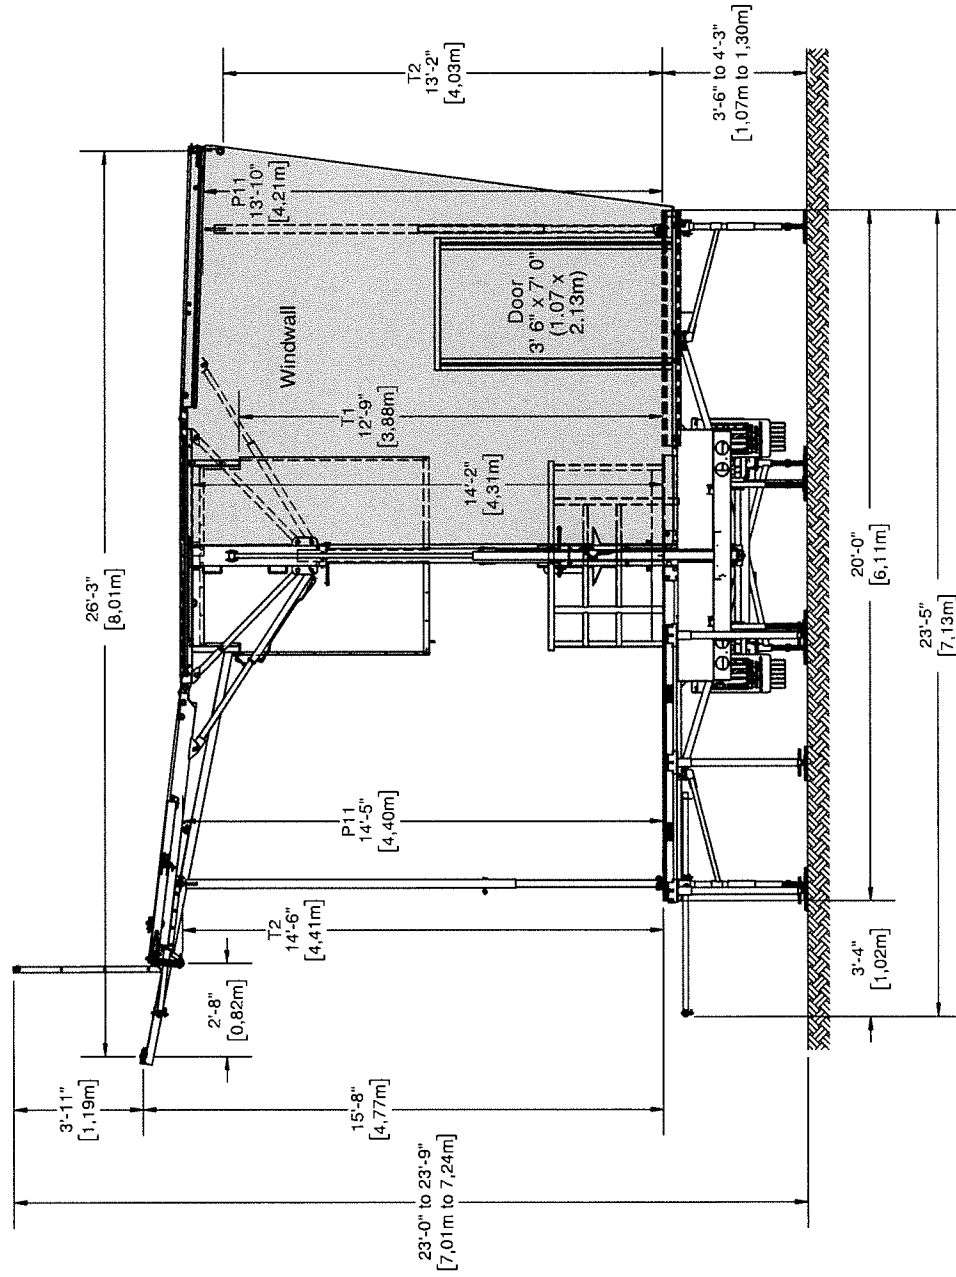 26'-3"
[8,01m]
T2
13'-2"
[4,03m]
3'-6" to 4'-3"
[1,07m to 1,30m]
P11
13'-10"
[4,21m]
Windwall
Door
3' 6" x 7' 0"
(1.07 x
2.13m)
T1
12'-9"
[3,88m]
14'-2"
[4,31m]
P11
14'-5"
[4,40m]
T2
14'-6"
[4,41m]
2'-8"
[0,82m]
3'-11"
[1,19m]
15'-8"
[4,77m]
23'-0" to 23'-9"
[7,01m to 7,24m]
20'-0"
[6,11m]
3'-4"
[1,02m]
23'-5"
[7,13m]